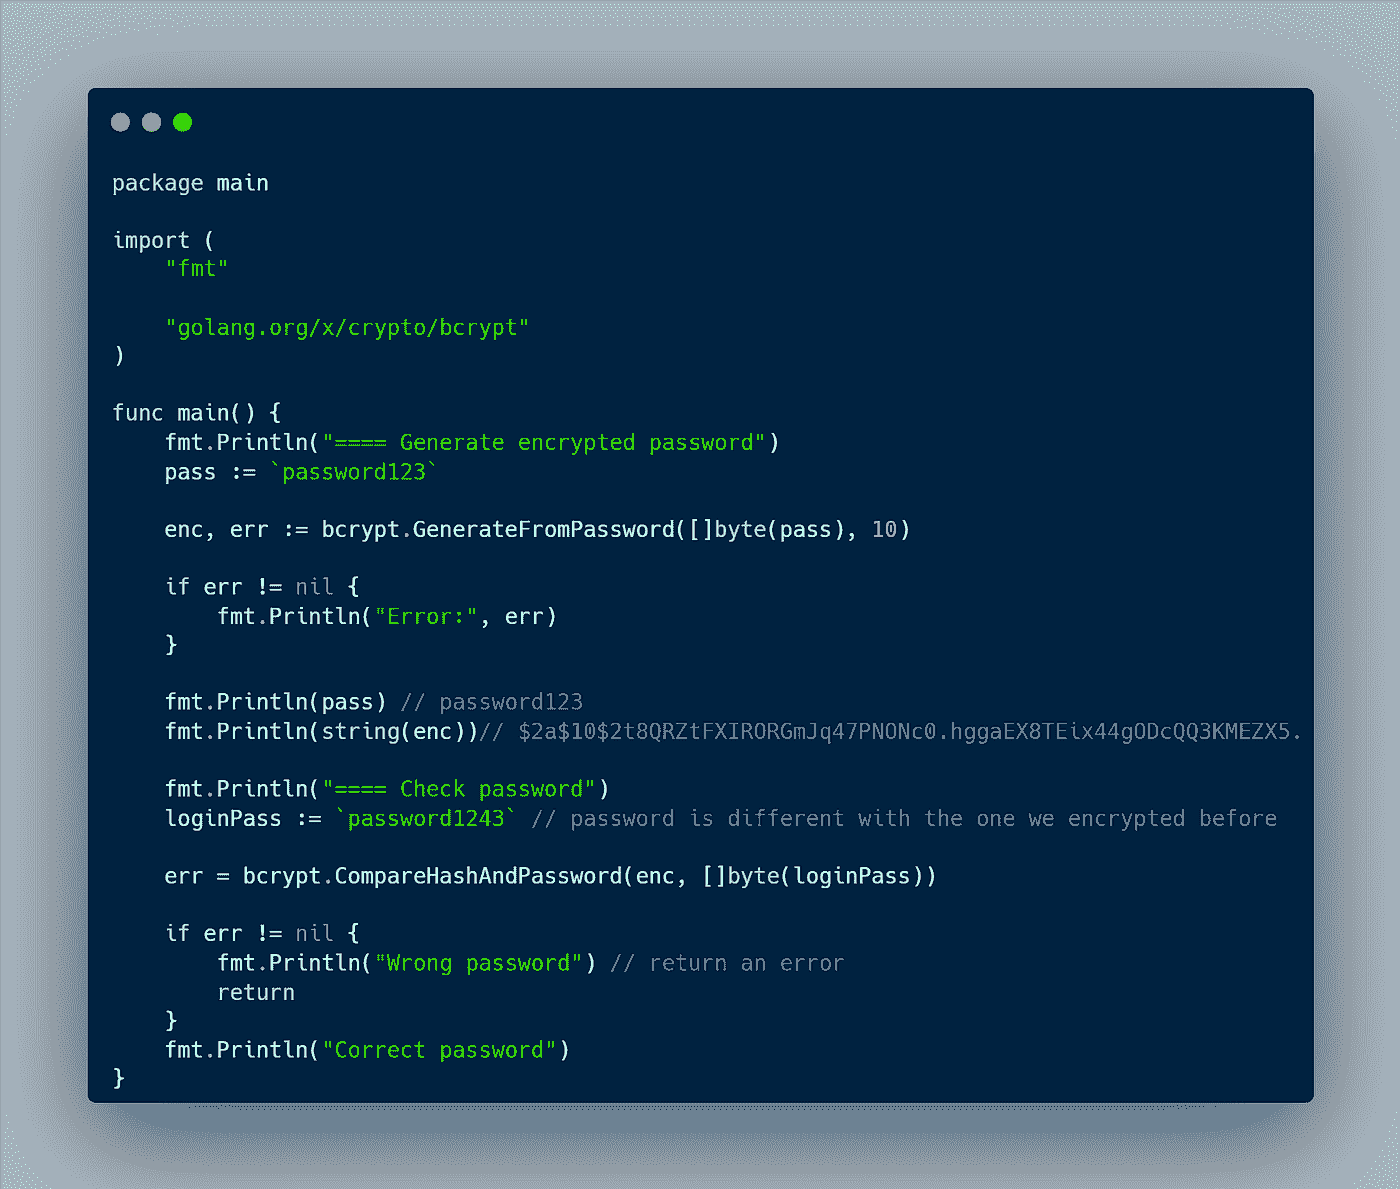 package main
import (
"fmt"
"golang.org/x/crypto/bcrypt"
)
func main() {
fmt.Println("==== Generate encrypted password")
pass := `password123`
enc, err := bcrypt.GenerateFromPassword([]byte(pass), 10)
if err != nil {
fmt.Println("Error:", err)
}
fmt.Println(pass) // password123
fmt.Println(string(enc))// $2a$10$2t8QRZtFXIRORGmJq47PNONc0.hggaEX8TEix44gODcQQ3KMEZX5.
fmt.Println("==== Check password")
loginPass := `password1243` // password is different with the one we encrypted before
err = bcrypt.CompareHashAndPassword(enc, []byte(loginPass))
if err != nil {
fmt.Println("Wrong password") // return an error
return
}
fmt.Println("Correct password")
}